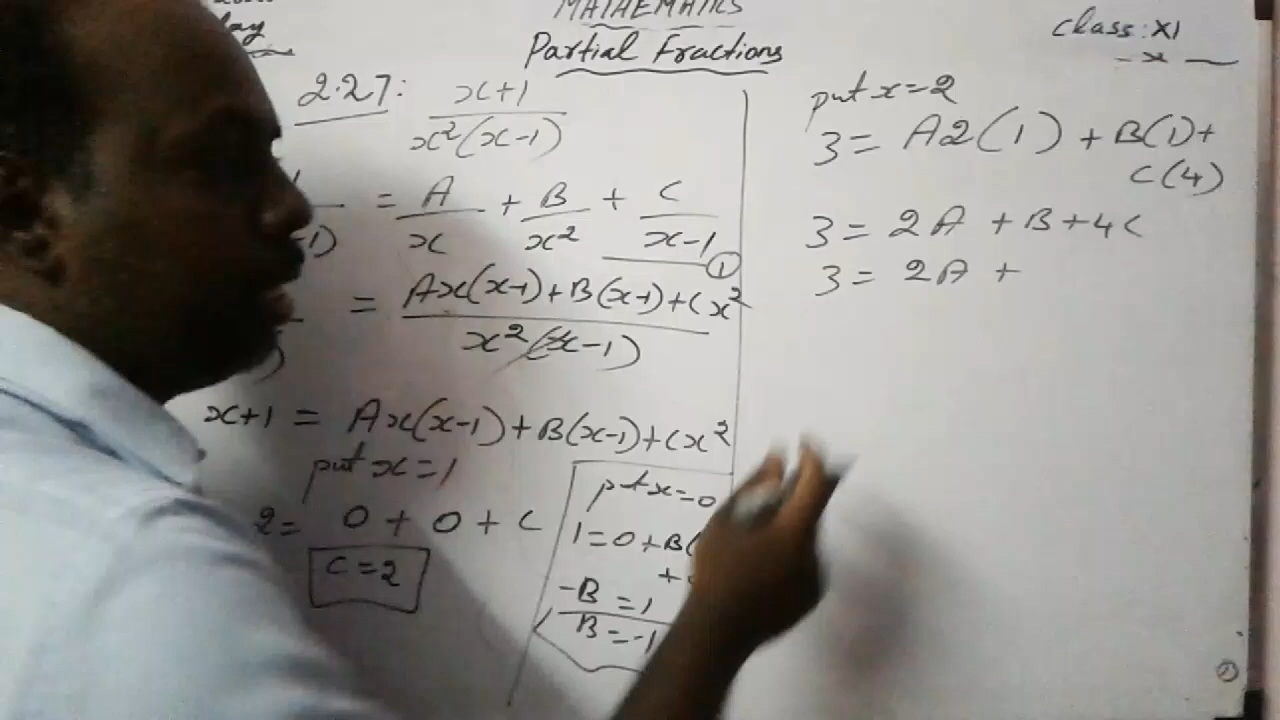 MATHEMATICS
Class: XI
Partial Fractions
2.27: x+1 / x²(x-1)
= A/x + B/x² + C/x-1 ①
= Ax(x-1)+B(x-1)+Cx² / x²(x-1)
x+1 = Ax(x-1)+B(x-1)+Cx²
put x=1
2= 0 + 0 + C
C=2
put x=0
1=0+B(
+
-B=1
B=-1
put x=2
3= A2(1) + B(1)+
C(4)
3= 2A + B+4C
3= 2A +